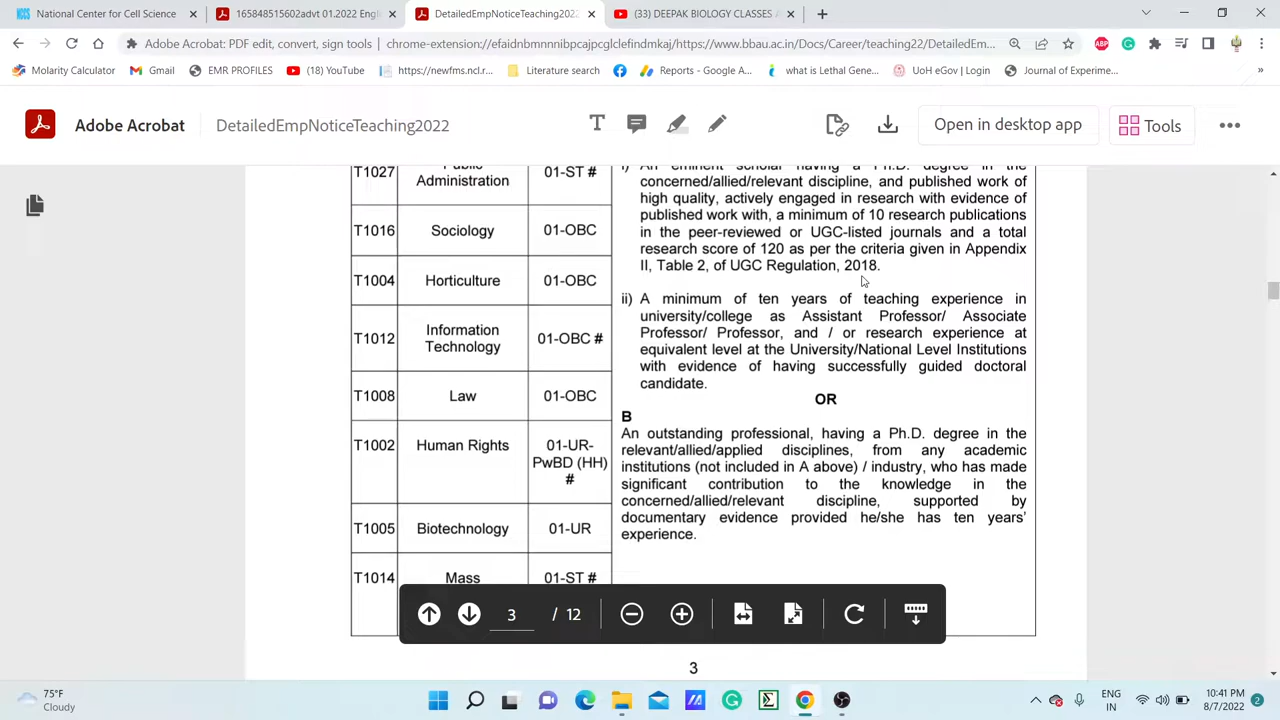 National Center for Cell Science
165848515602advt 01.2022 Engl
DetailedEmpNoticeTeaching2022
(33) DEEPAK BIOLOGY CLASSES A
Adobe Acrobat: PDF edit, convert, sign tools | chrome-extension://efaidnbmnnnibpcajpcglclefindmkaj/https://www.bbau.ac.in/Docs/Career/teaching22/DetailedEm...
Molarity Calculator
Gmail
EMR PROFILES
(18) YouTube
https://newfms.ncl.r...
Literature search
Reports - Google A...
what is Lethal Gene...
UoH eGov | Login
Journal of Experime...
»
Adobe Acrobat
DetailedEmpNoticeTeaching2022
Open in desktop app
Tools
T1027
Public
Administration
01-ST #
T1016
Sociology
01-OBC
T1004
Horticulture
01-OBC
T1012
Information
Technology
01-OBC #
T1008
Law
01-OBC
T1002
Human Rights
01-UR-
PwBD (HH)
#
T1005
Biotechnology
01-UR
T1014
Mass
01-ST #
i) An eminent scholar having a Ph.D. degree in the
concerned/allied/relevant discipline, and published work of
high quality, actively engaged in research with evidence of
published work with, a minimum of 10 research publications
in the peer-reviewed or UGC-listed journals and a total
research score of 120 as per the criteria given in Appendix
II, Table 2, of UGC Regulation, 2018.
ii) A minimum of ten years of teaching experience in
university/college as Assistant Professor/ Associate
Professor/ Professor, and / or research experience at
equivalent level at the University/National Level Institutions
with evidence of having successfully guided doctoral
candidate.
OR
B
An outstanding professional, having a Ph.D. degree in the
relevant/allied/applied disciplines, from any academic
institutions (not included in A above) / industry, who has made
significant contribution to the knowledge in the
concerned/allied/relevant discipline, supported by
documentary evidence provided he/she has ten years'
experience.
3 / 12
3
75°F
Cloudy
ENG
IN
10:41 PM
8/7/2022
2